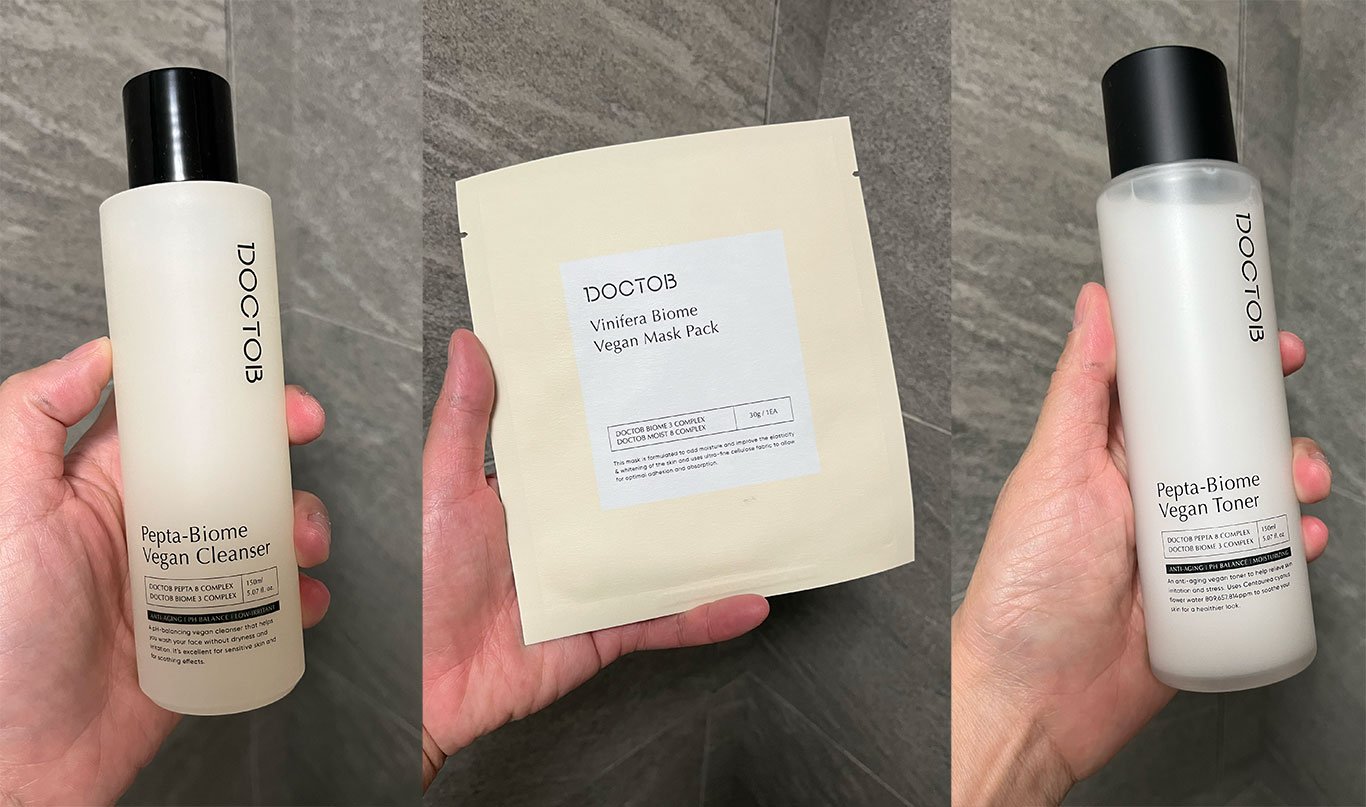 DOCTOB
Pepta-Biome
Vegan Cleanser
DOCTOB PEPTA 8 COMPLEX
DOCTOB BIOME 3 COMPLEX
150ml
5.07 fl. oz.
ANTI-AGING | PH BALANCE | LOW-IRRITANT
A pH-balancing vegan cleanser that helps
you wash your face without dryness and
irritation. It's excellent for sensitive skin and
for soothing effects.
DOCTOB
Vinifera Biome
Vegan Mask Pack
DOCTOB BIOME 3 COMPLEX
DOCTOB MOIST 8 COMPLEX
30g / 1EA
This mask is formulated to add moisture and improve the elasticity
& whitening of the skin and uses ultra-fine cellulose fabric to allow
for optimal adhesion and absorption.
DOCTOB
Pepta-Biome
Vegan Toner
DOCTOB PEPTA 8 COMPLEX
DOCTOB BIOME 3 COMPLEX
150ml
5.07 fl. oz.
ANTI-AGING | PH BALANCE | MOISTURIZING
An anti-aging vegan toner to help relieve skin
irritation and stress. Uses Centaurea cyanus
flower water 809,657.814ppm to soothe your
skin for a healthier look.